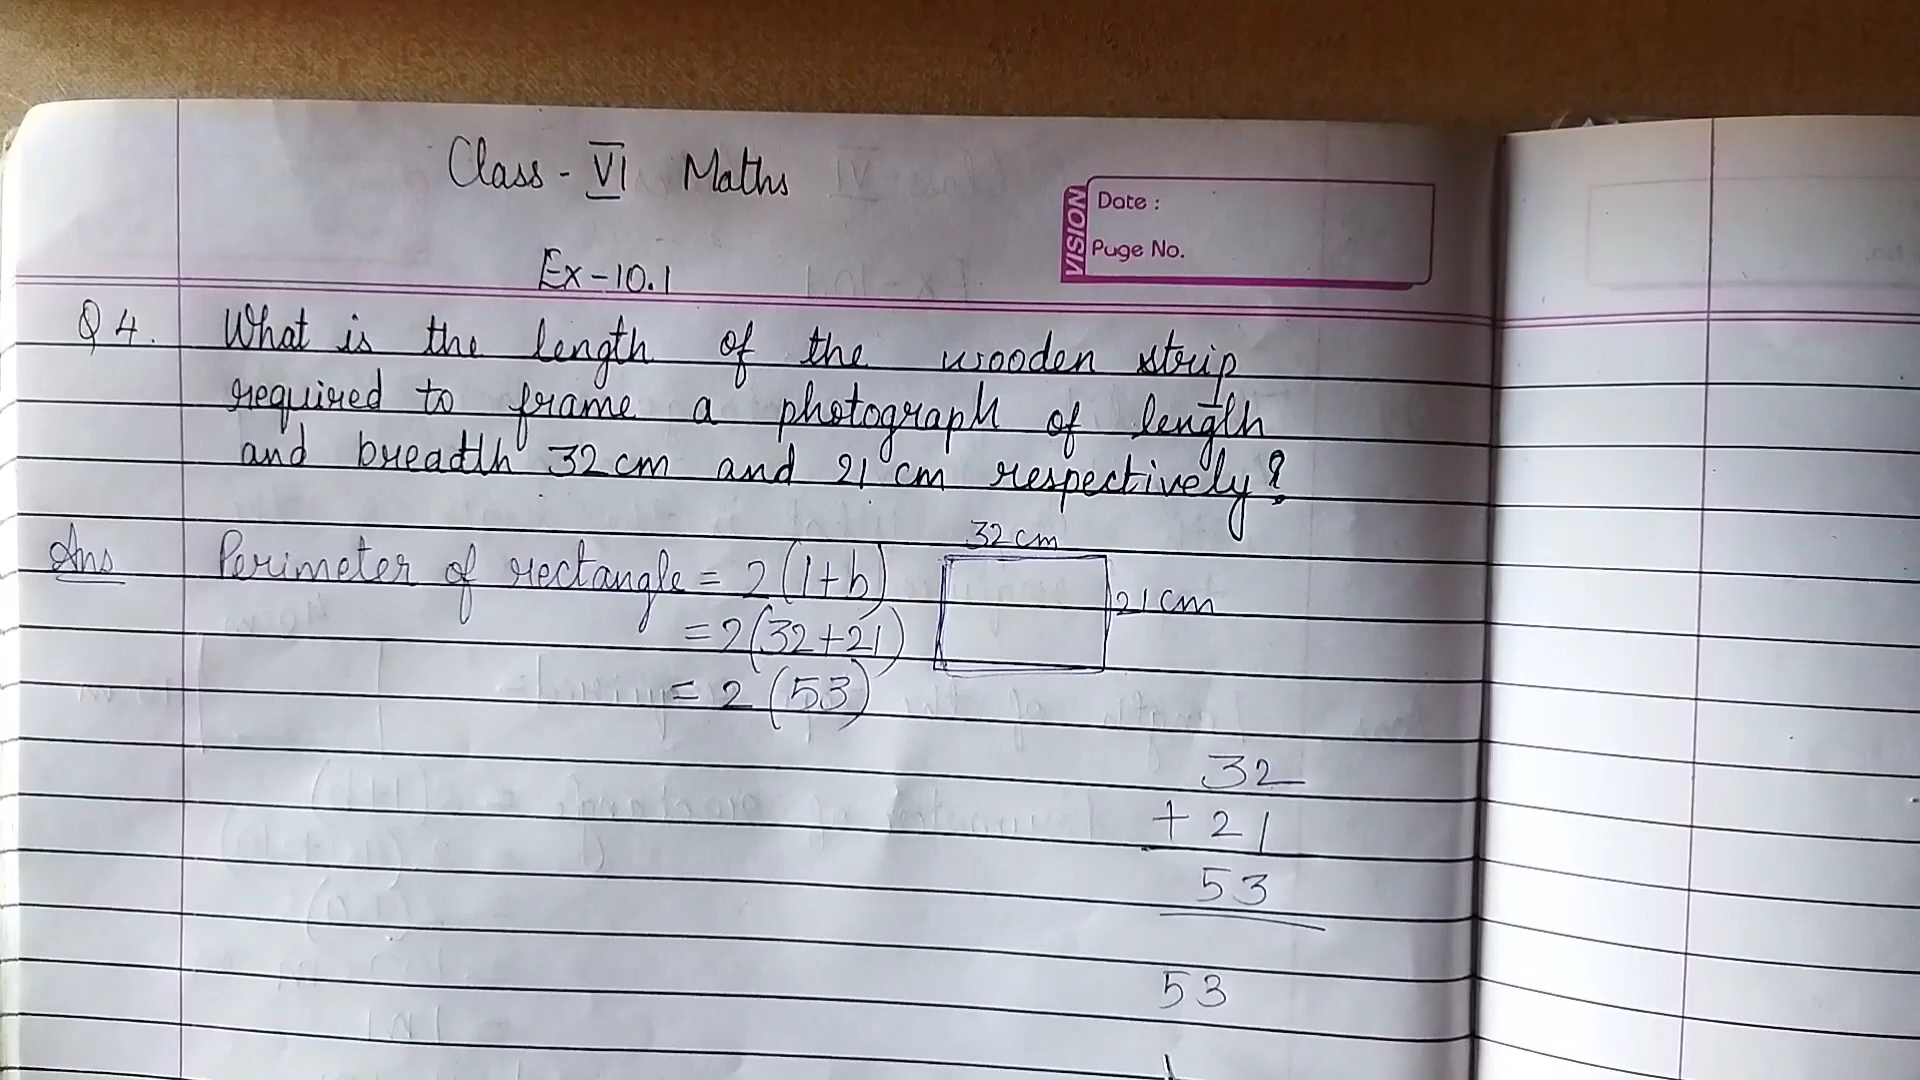 Class - VI Maths
VISION
Date :
Page No.
Ex - 10.1
Q 4. What is the length of the wooden strip
required to frame a photograph of length
and breadth 32 cm and 21 cm respectively?
32 cm
Ans Perimeter of rectangle = 2 (l+b)
21 cm
= 2 (32+21)
= 2 (53)
32
+ 21
53
53